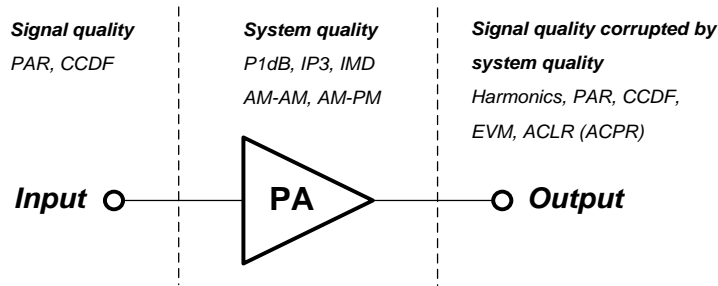 Signal quality
PAR, CCDF
System quality
P1dB, IP3, IMD
AM-AM, AM-PM
Signal quality corrupted by
system quality
Harmonics, PAR, CCDF,
EVM, ACLR (ACPR)
Input
PA
Output